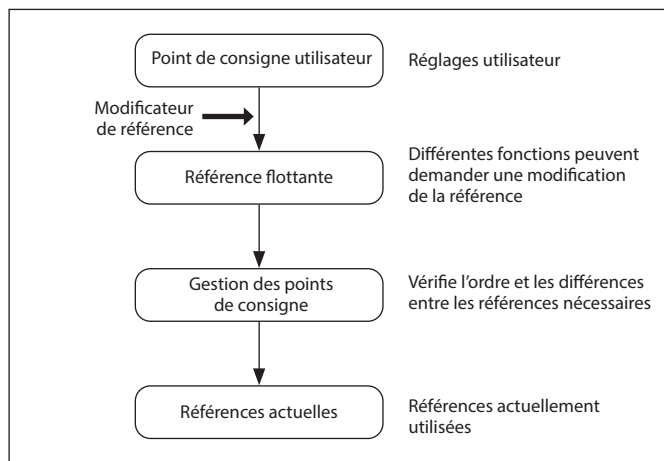 Point de consigne utilisateur
Réglages utilisateur
Modificateur
de référence
Référence flottante
Différentes fonctions peuvent
demander une modification
de la référence
Gestion des points
de consigne
Vérifie l’ordre et les différences
entre les références nécessaires
Références actuelles
Références actuellement
utilisées